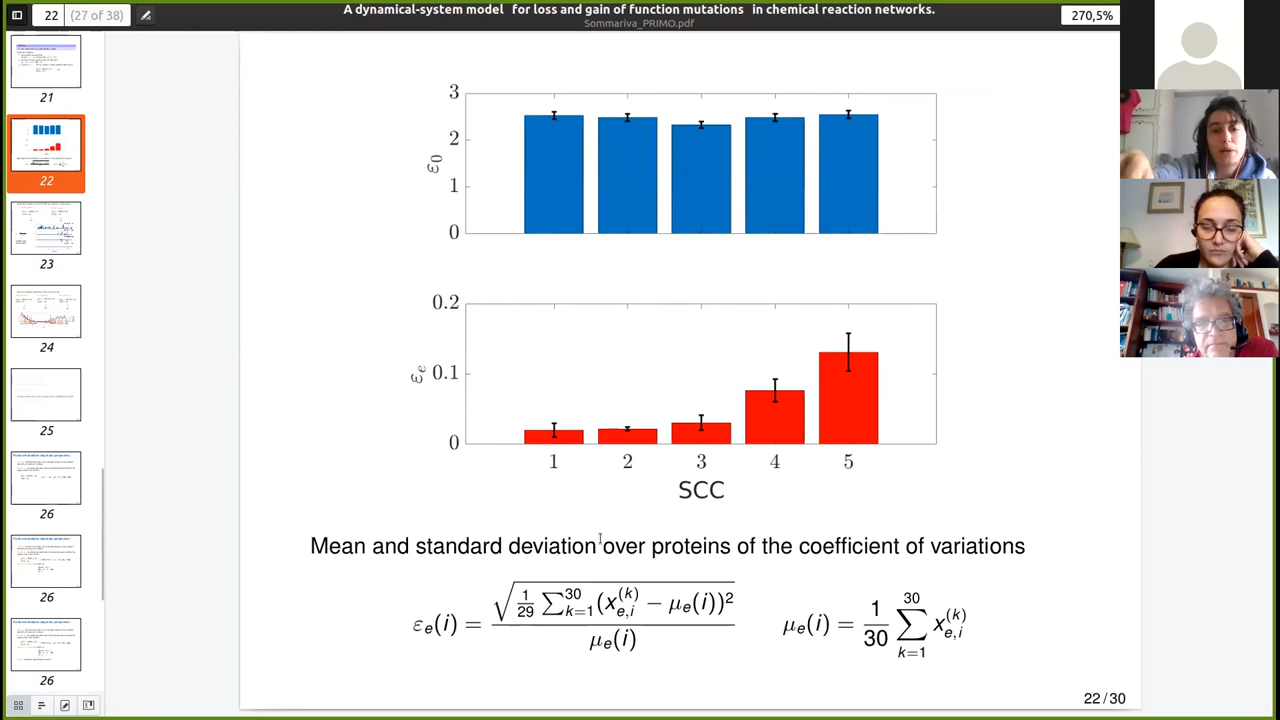 22 (27 of 38)
A dynamical-system model for loss and gain of function mutations in chemical reaction networks.
Sommariva_PRIMO.pdf
270,5%
21
22
23
24
25
26
26
26
3
2
1
0
ε0
0.2
0.1
0
εe
1 2 3 4 5
SCC
Mean and standard deviation over proteins of the coefficient of variations
εe(i) = √(1/29 ∑_{k=1}^{30} (x_{e,i}^{(k)} − μe(i))²) / μe(i) μe(i) = 1/30 ∑_{k=1}^{30} x_{e,i}^{(k)}
22 / 30